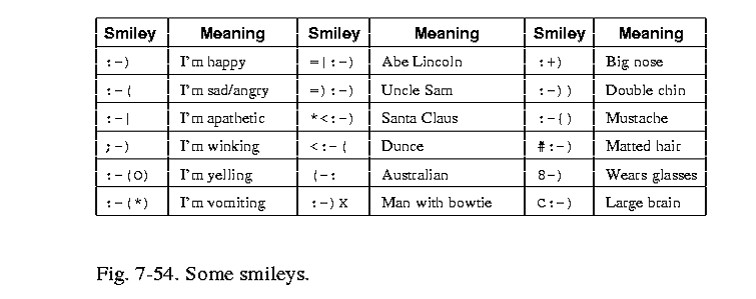 Smiley Meaning Smiley Meaning Smiley Meaning
:-) I'm happy =|:-) Abe Lincoln :+) Big nose
:-( I'm sad/angry =):-) Uncle Sam :-)) Double chin
:-| I'm apathetic *<:-) Santa Claus :-{) Mustache
;-) I'm winking <:-( Dunce #:-) Matted hair
:-(O) I'm yelling (-: Australian 8-) Wears glasses
:-(*) I'm vomiting :-)X Man with bowtie C:-) Large brain
Fig. 7-54. Some smileys.